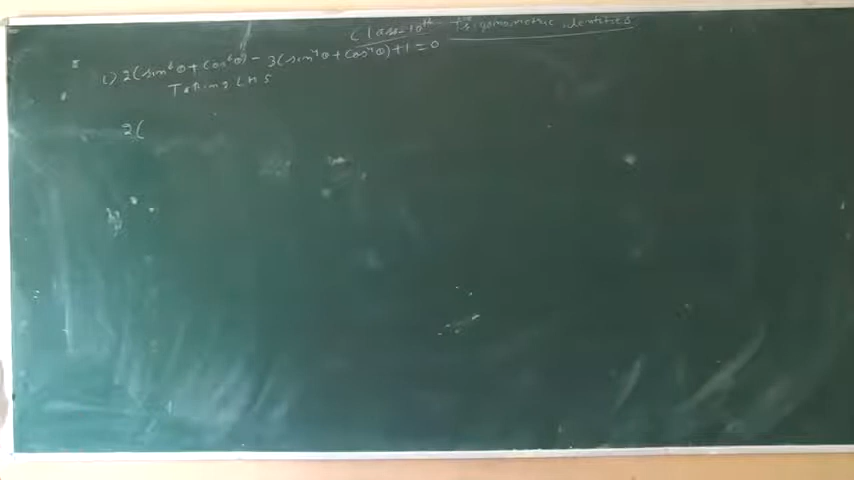 Class-10th Trigonometric identities
1) 2(sin⁶θ + cos⁶θ) - 3(sin⁴θ + cos⁴θ) + 1 = 0
Taking LHS
2(